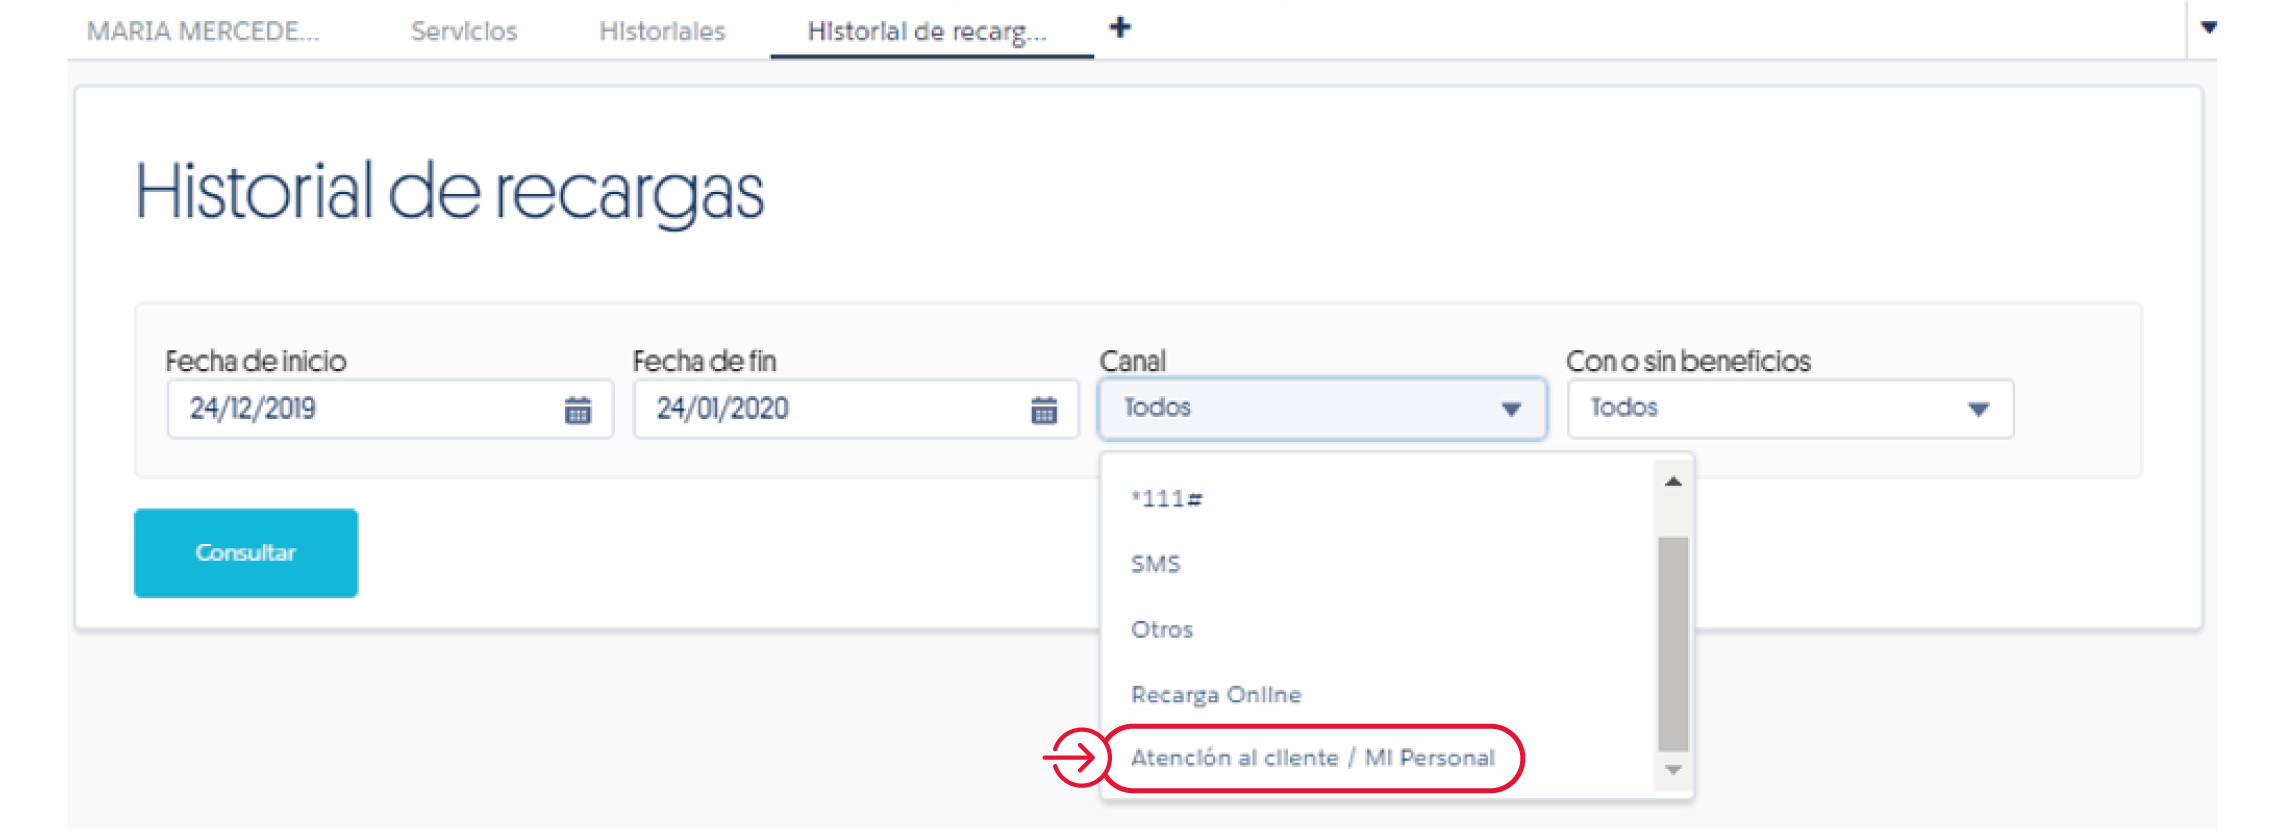 MARIA MERCEDE... Servicios Historiales Historial de recarg... +
Historial de recargas
Fecha de inicio Fecha de fin Canal Con o sin beneficios
24/12/2019 24/01/2020 Todos Todos
*111#
Consultar
SMS
Otros
Recarga Online
Atención al cliente / Mi Personal